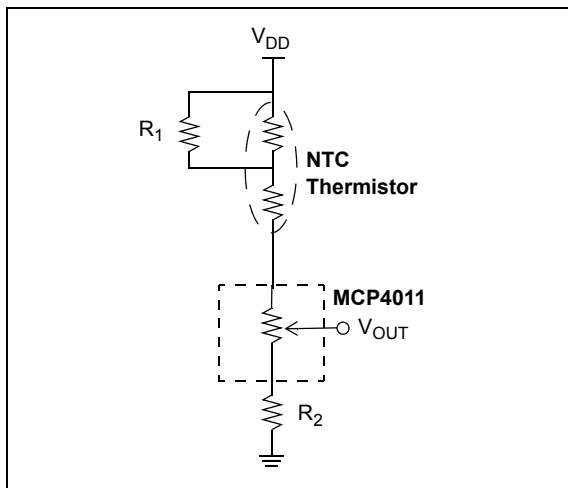 V_DD
R_1
NTC
Thermistor
MCP4011
V_OUT
R_2